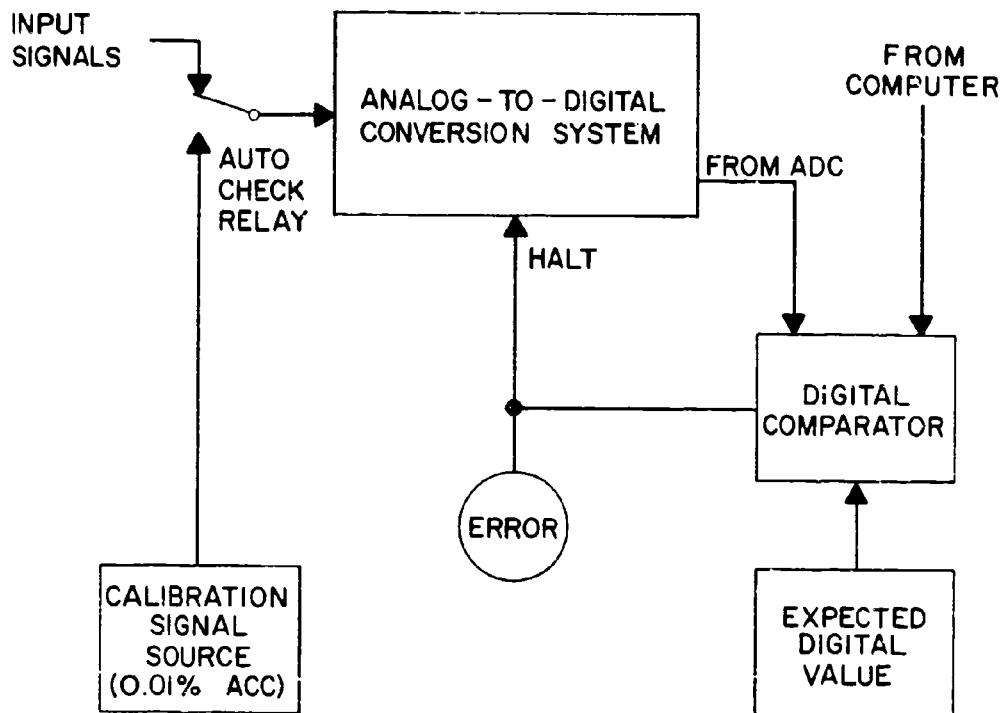 INPUT
SIGNALS
ANALOG-TO-DIGITAL
CONVERSION SYSTEM
FROM
COMPUTER
AUTO
CHECK
RELAY
FROM ADC
HALT
DiGITAL
COMPARATOR
ERROR
CALIBRATION
SIGNAL
SOURCE
(0.01% ACC)
EXPECTED
DIGITAL
VALUE